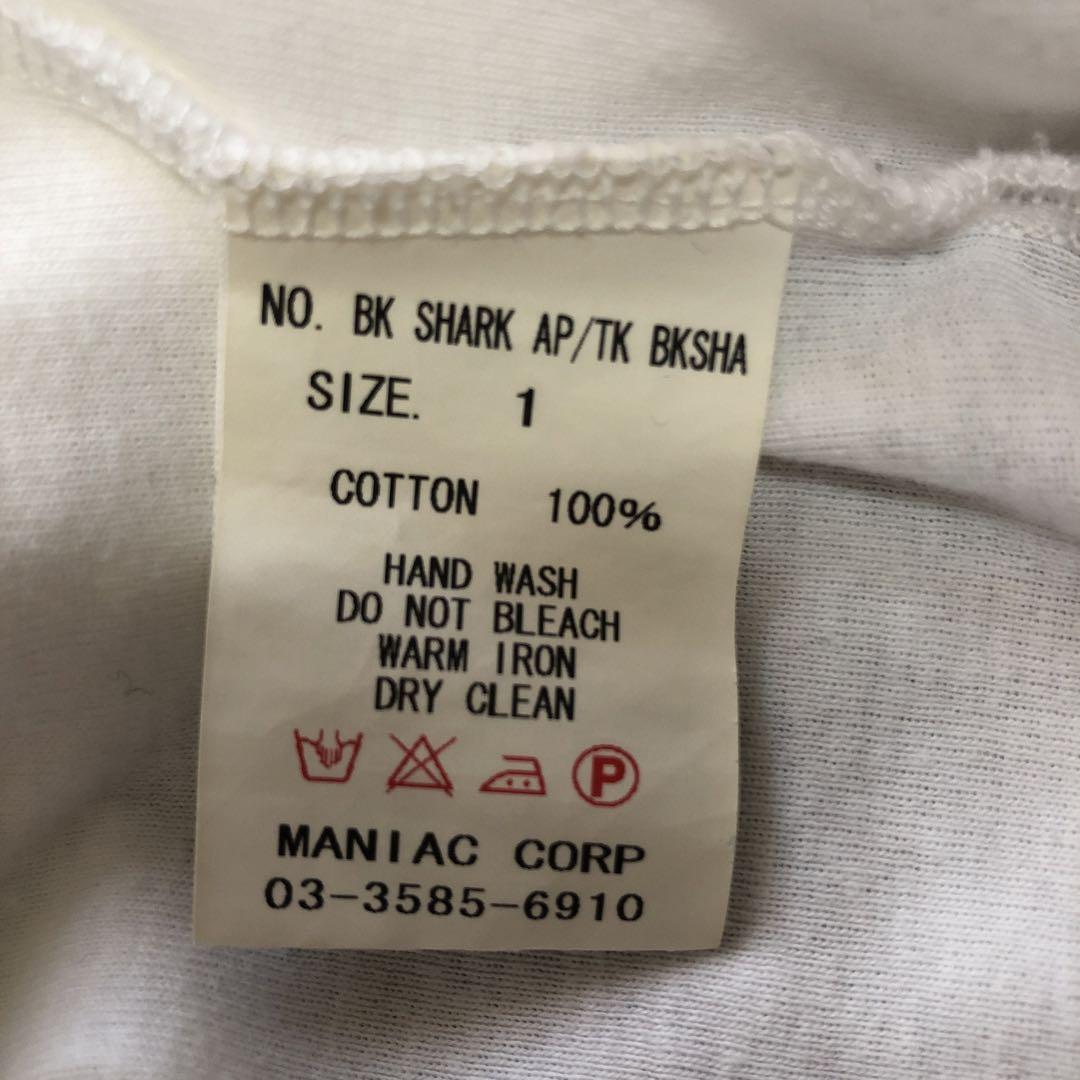 NO. BK SHARK AP/TK BKSHA
SIZE. 1
COTTON 100%
HAND WASH
DO NOT BLEACH
WARM IRON
DRY CLEAN
P
MANIAC CORP
03-3585-6910